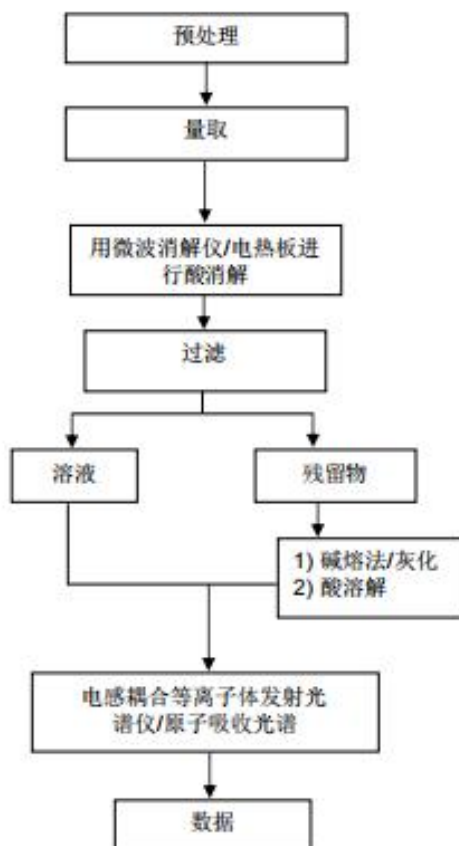 预处理
量取
用微波消解仪/电热板进
行酸消解
过滤
溶液
残留物
1) 碱熔法/灰化
2) 酸溶解
电感耦合等离子体发射光
谱仪/原子吸收光谱
数据